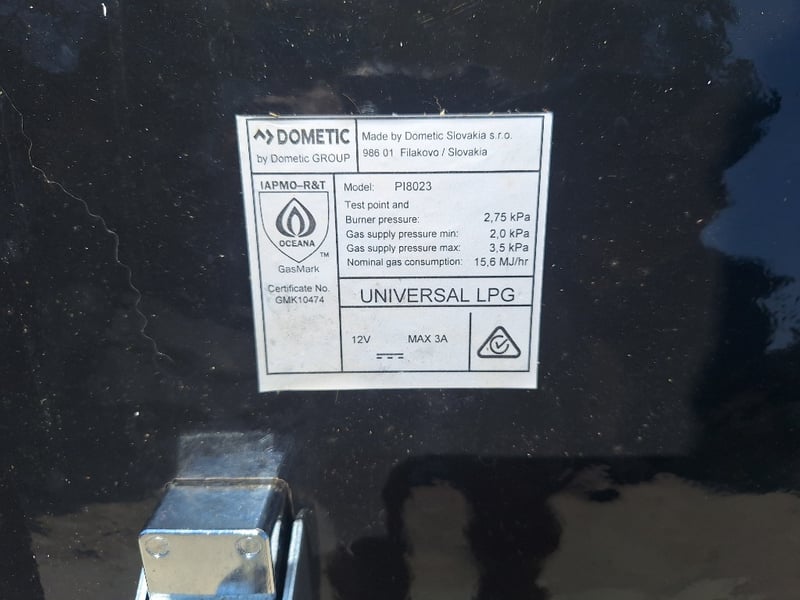 DOMETIC
by Dometic GROUP
Made by Dometic Slovakia s.r.o.
986 01 Filakovo / Slovakia
IAPMO–R&T
OCEANA
TM
GasMark
Certificate No.
GMK10474
Model: PI8023
Test point and
Burner pressure: 2,75 kPa
Gas supply pressure min: 2,0 kPa
Gas supply pressure max: 3,5 kPa
Nominal gas consumption: 15,6 MJ/hr
UNIVERSAL LPG
12V MAX 3A